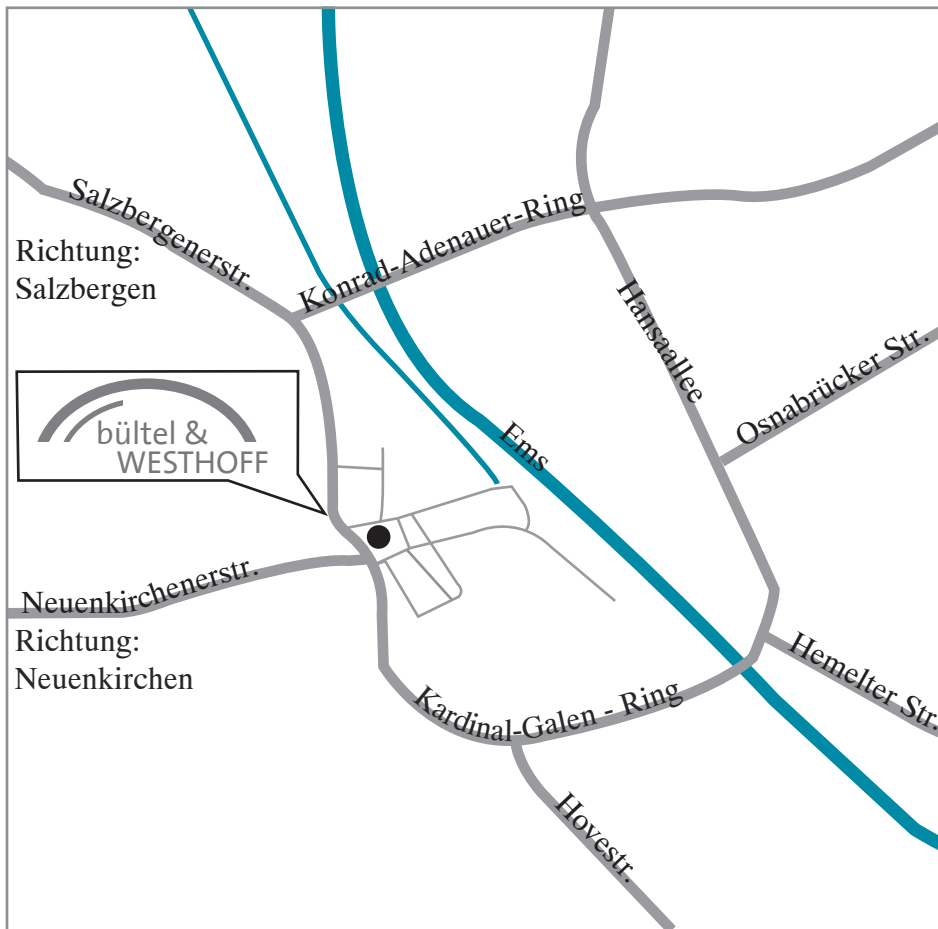 Salzbergenerstr.
Konrad-Adenauer-Ring
Richtung:
Salzbergen
Hansaallee
Osnabrücker Str.
bültel &
WESTHOFF
Ems
Neuenkirchenerstr.
Richtung:
Neuenkirchen
Hemelter Str.
Kardinal-Galen - Ring
Hovestr.